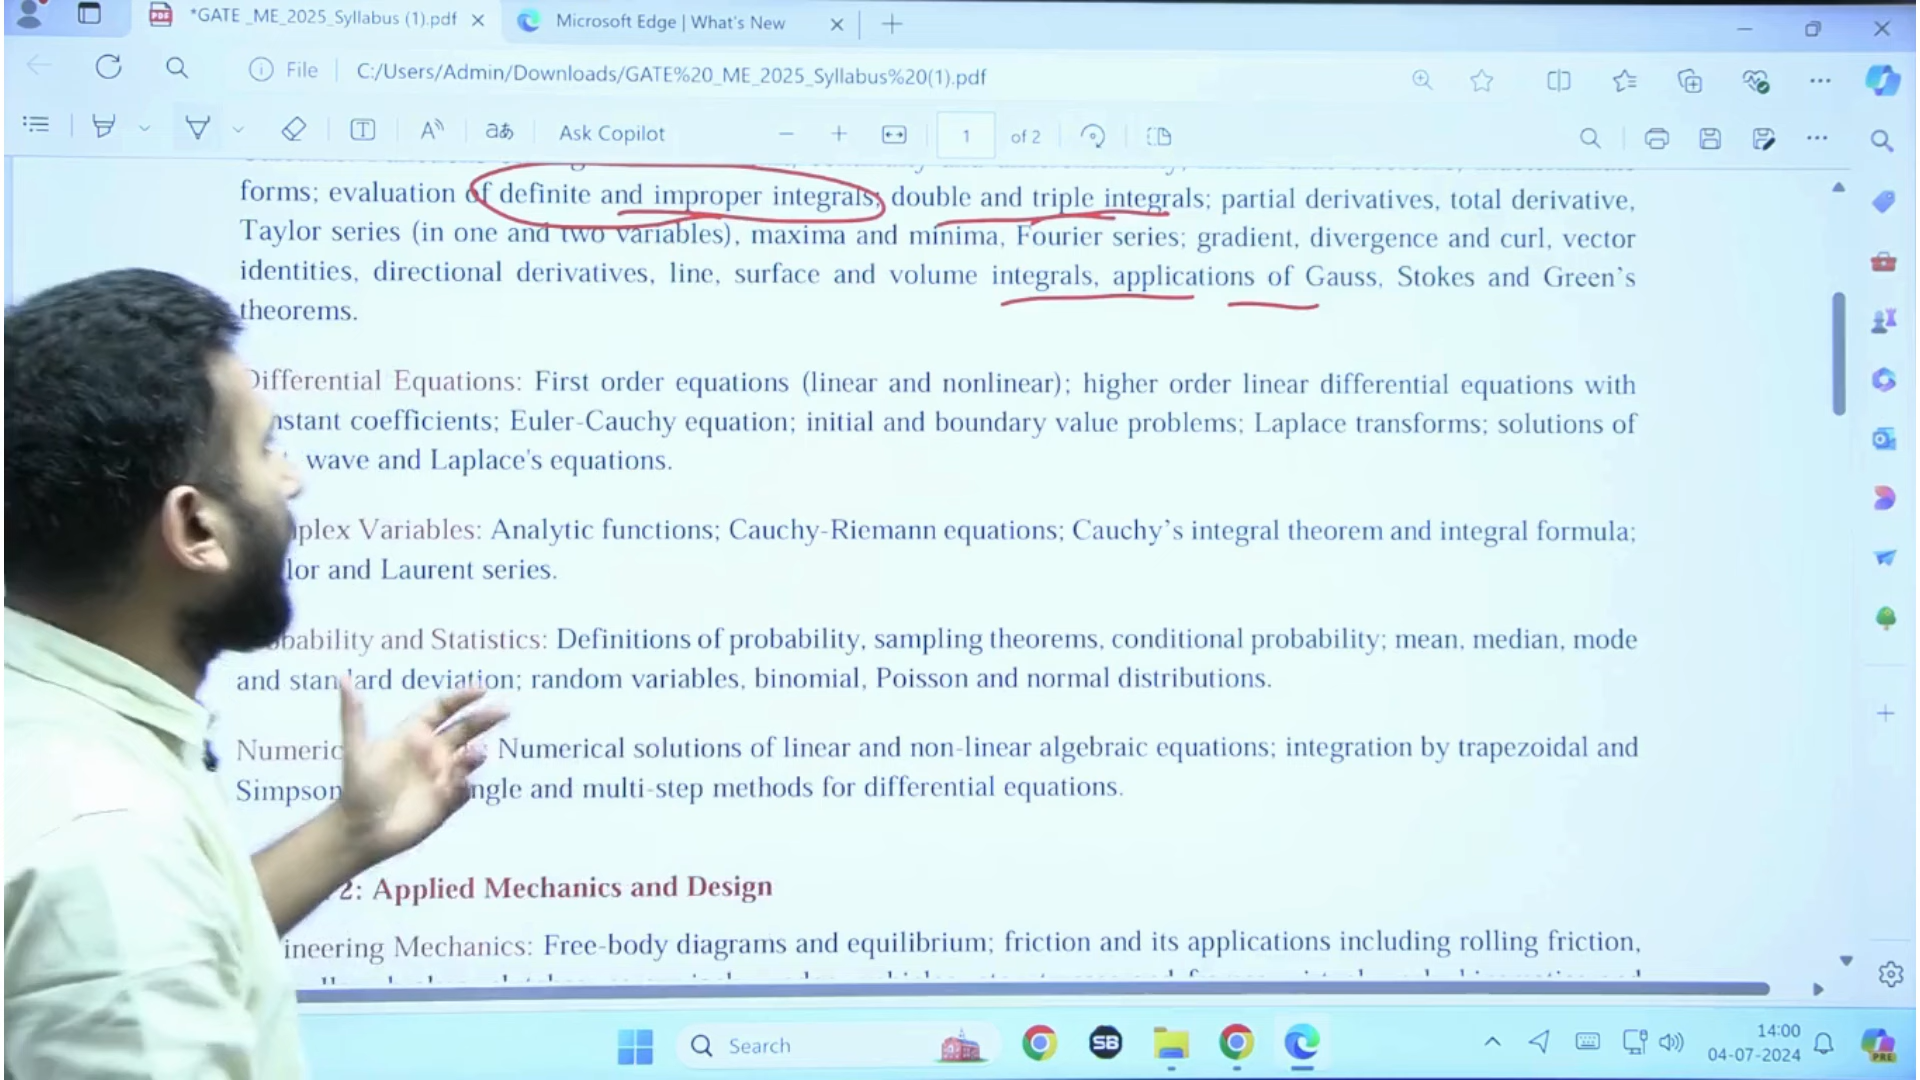 *GATE _ME_2025_Syllabus (1).pdf
Microsoft Edge | What's New
File
C:/Users/Admin/Downloads/GATE%20_ME_2025_Syllabus%20(1).pdf
Ask Copilot
1
of 2
forms; evaluation of definite and improper integrals; double and triple integrals; partial derivatives, total derivative,
Taylor series (in one and two variables), maxima and minima, Fourier series; gradient, divergence and curl, vector
identities, directional derivatives, line, surface and volume integrals, applications of Gauss, Stokes and Green's
theorems.
Differential Equations: First order equations (linear and nonlinear); higher order linear differential equations with
nstant coefficients; Euler-Cauchy equation; initial and boundary value problems; Laplace transforms; solutions of
wave and Laplace's equations.
plex Variables: Analytic functions; Cauchy-Riemann equations; Cauchy's integral theorem and integral formula;
lor and Laurent series.
bability and Statistics: Definitions of probability, sampling theorems, conditional probability; mean, median, mode
and standard deviation; random variables, binomial, Poisson and normal distributions.
Numeric Numerical solutions of linear and non-linear algebraic equations; integration by trapezoidal and
Simpson ngle and multi-step methods for differential equations.
2: Applied Mechanics and Design
ineering Mechanics: Free-body diagrams and equilibrium; friction and its applications including rolling friction,
Search
SB
14:00
04-07-2024
PRE